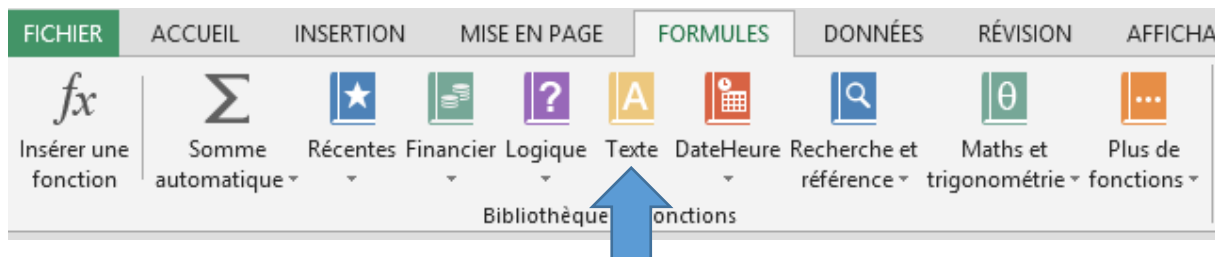 FICHIER ACCUEIL INSERTION MISE EN PAGE FORMULES DONNÉES RÉVISION AFFICHA
fx Σ ? A θ
Insérer une Somme Récentes Financier Logique Texte DateHeure Recherche et Maths et Plus de
fonction automatique référence trigonométrie fonctions
Bibliothèque onctions